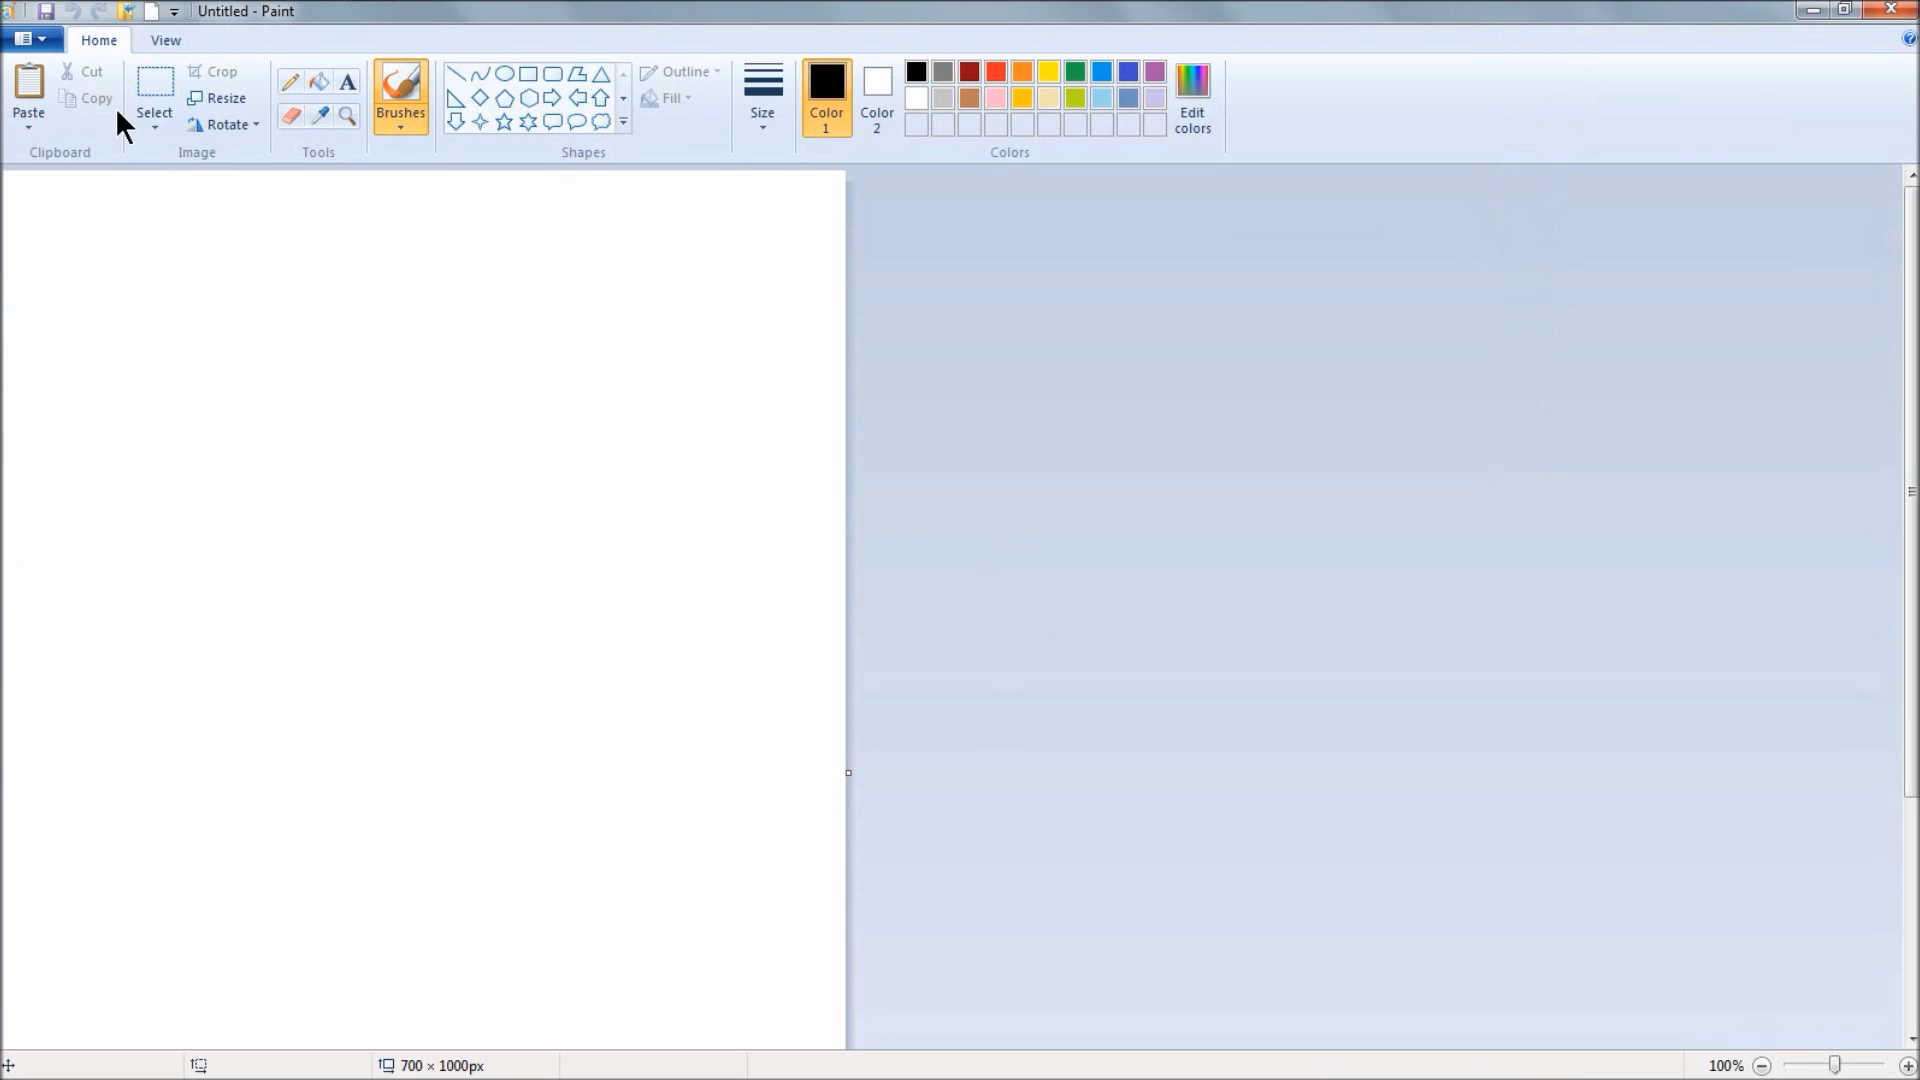 Untitled - Paint
Home View
Paste
Cut
Copy
Clipboard
Select
Crop
Resize
Rotate
Image
A
Tools
Brushes
Outline
Fill
Shapes
Size
Color 1
Color 2
Edit colors
Colors
700 × 1000px
100%